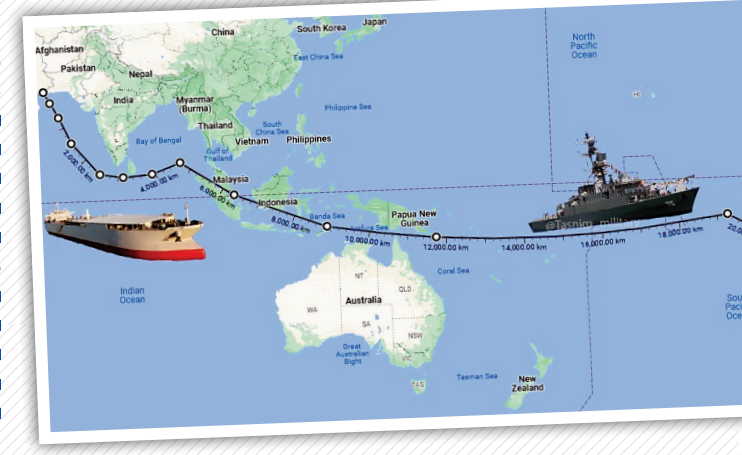 Japan
South Korea
China
North
Pacific
Ocean
Afghanistan
East China Sea
Pakistan
Nepal
India
Myanmar
(Burma)
Philippine Sea
Thailand
South
China Sea
Bay of Bengal
Vietnam
Philippines
Gulf of
Thailand
2,000.00 km
4,000.00 km
Malaysia
6,000.00 km
Indonesia
8,000.00 km
Banda Sea
Papua New
Guinea
10,000.00 km
12,000.00 km
14,000.00 km
16,000.00 km
18,000.00 km
@Tasnim_milita
Indian
Ocean
Coral Sea
NT
QLD
WA
Australia
SA
NSW
VIC
Great
Australian
Bight
TAS
Tasman Sea
New
Zealand